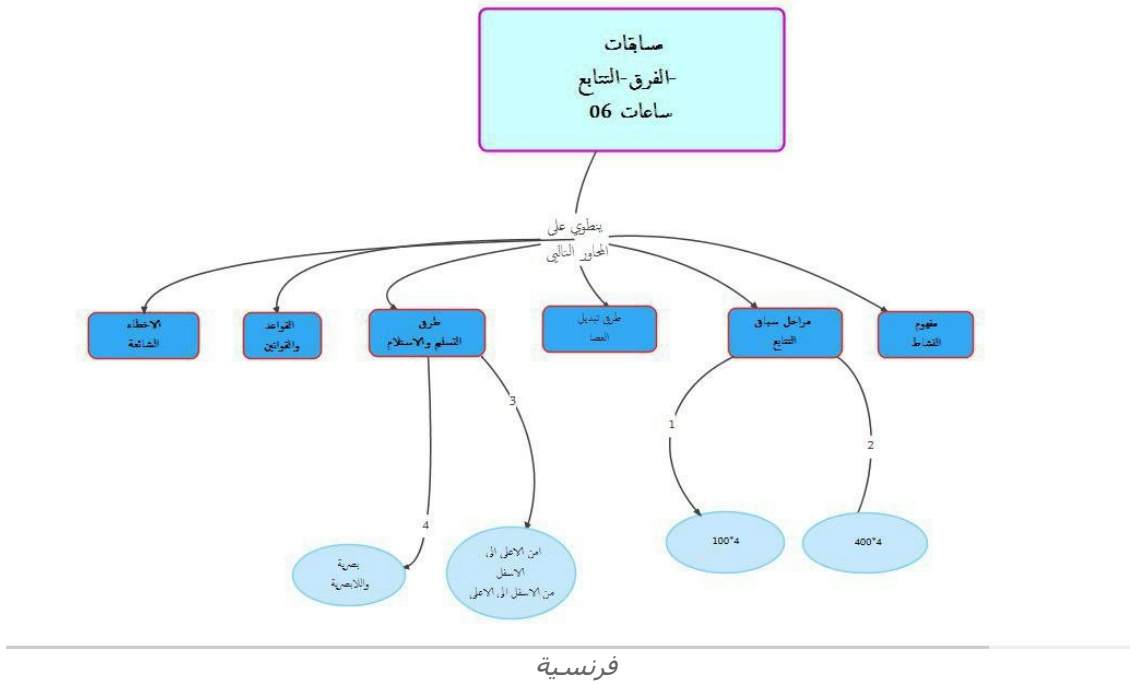 مسابقات
-الفرق-التتابع
ساعات 06
ينطوي على
المحاور التالي
مفهوم
النشاط
مراحل سباق
التتابع
طرق تبديل
العصا
طرق
التسلم والاستلام
القواعد
والقوانين
الاخطاء
الشائعة
2
1
3
4
400*4
100*4
امن الاعلى الى
الاسفل
من الاسفل الى الاعلى
بصرية
واللابصرية
فرنسية